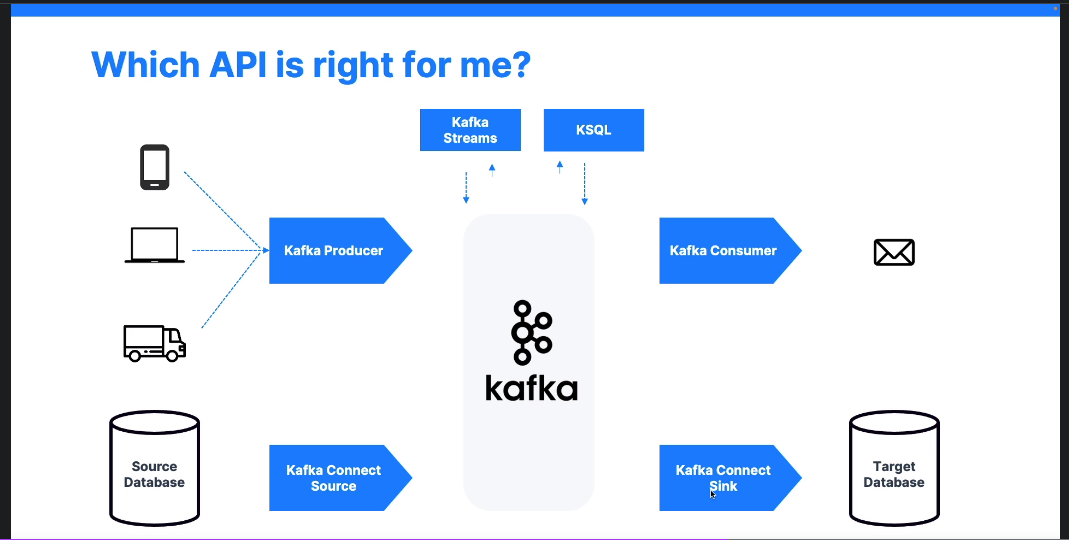 Which API is right for me?
Kafka
Streams
KSQL
Kafka Producer
Kafka Consumer
kafka
Source
Database
Kafka Connect
Source
Kafka Connect
Sink
Target
Database